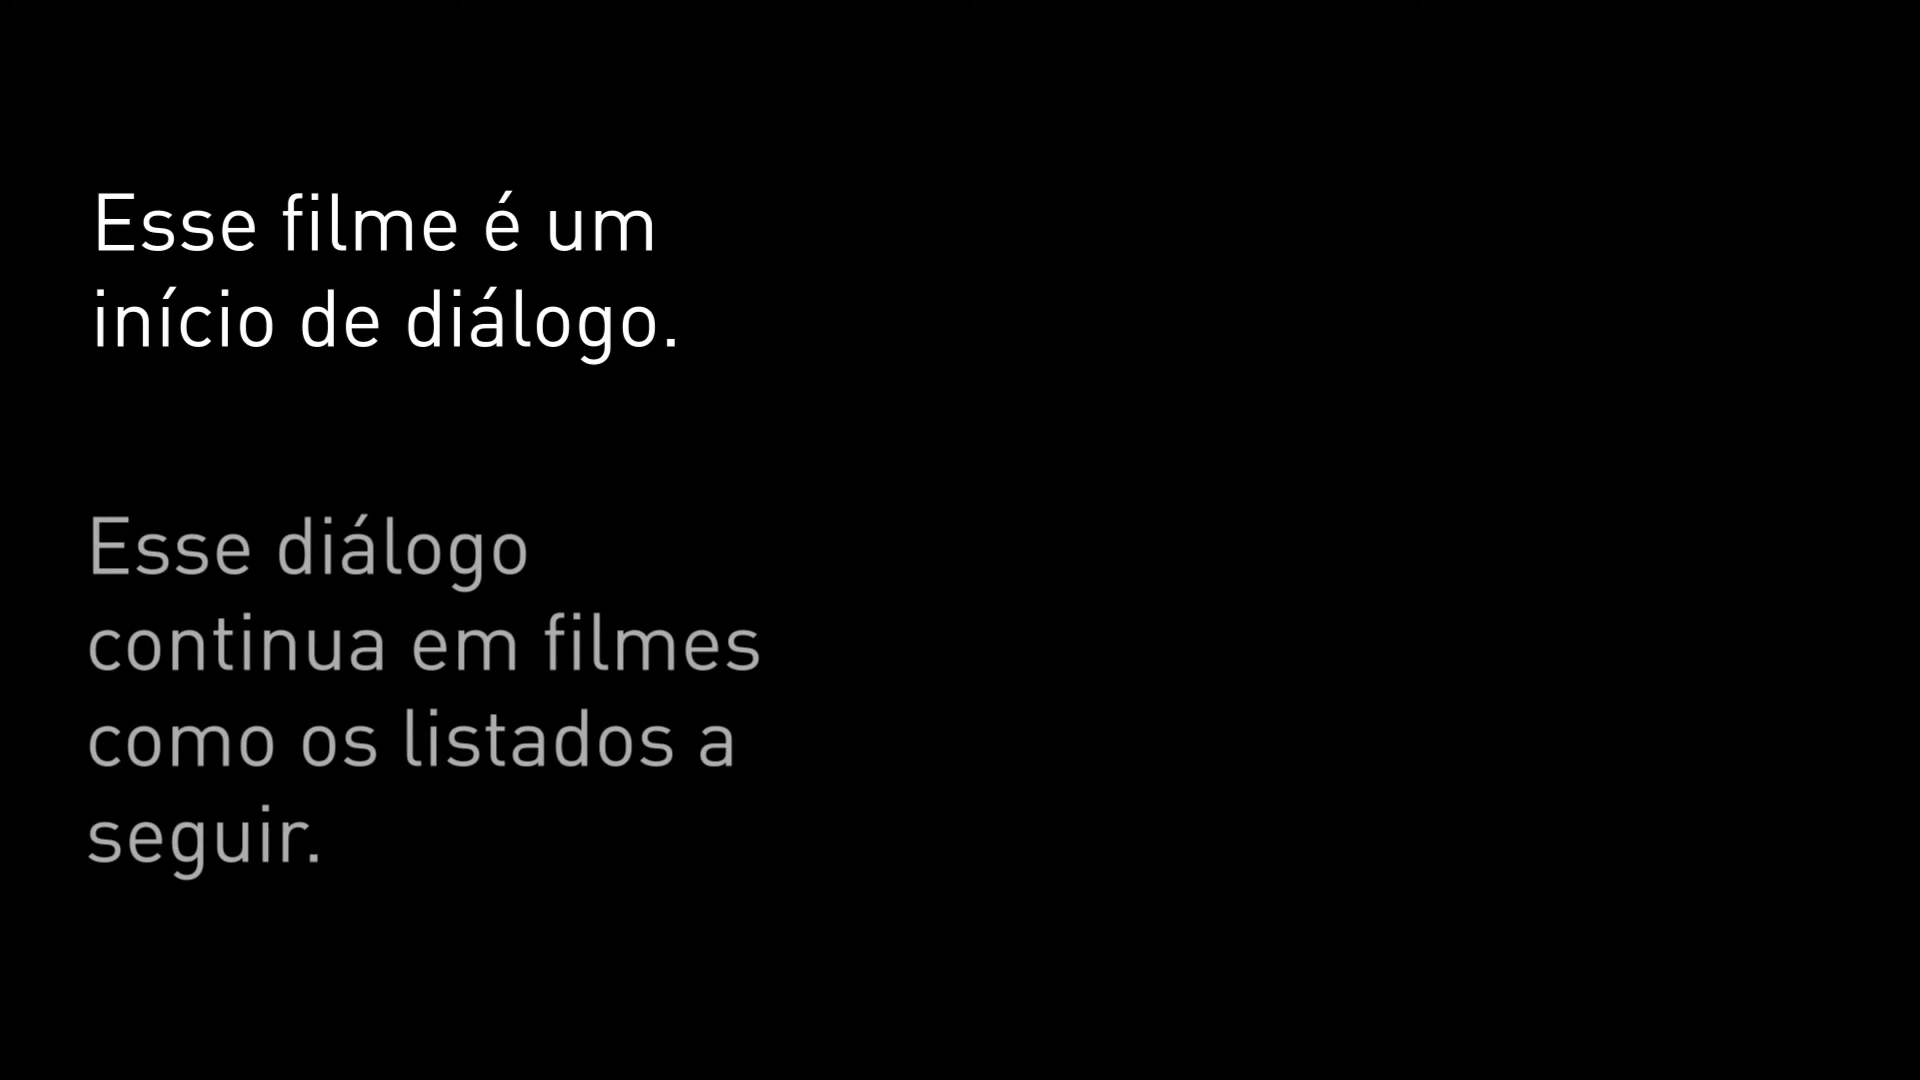 Esse filme é um
início de diálogo.
Esse diálogo
continua em filmes
como os listados a
seguir.